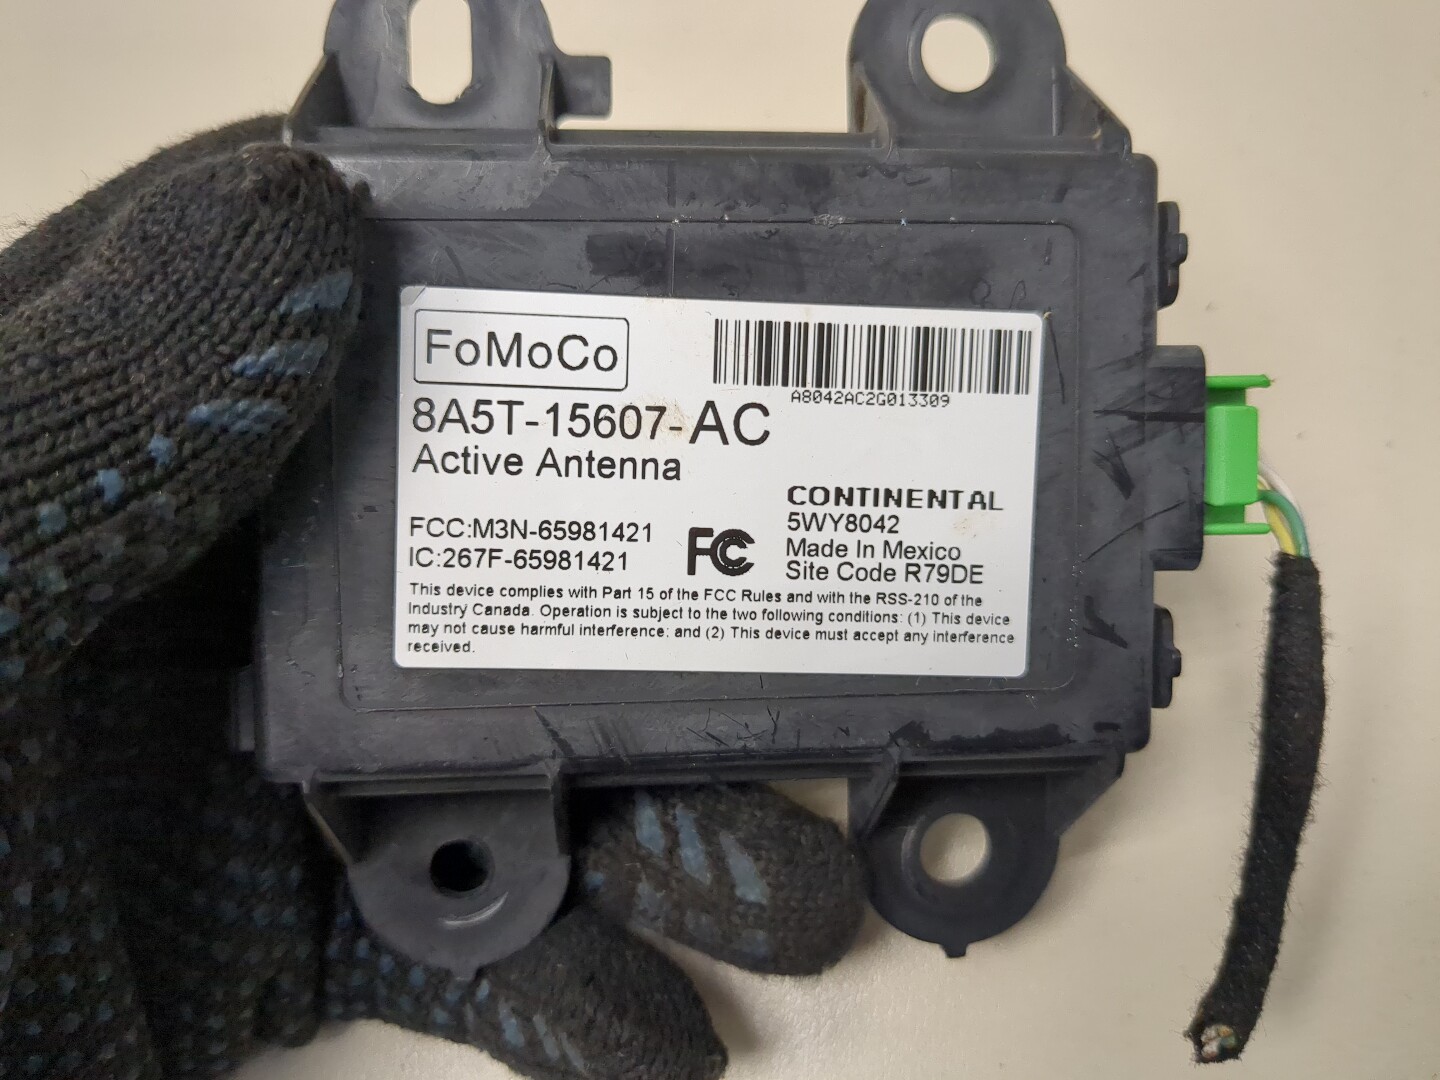 FoMoCo
A8042AC2G013309
8A5T-15607-AC
Active Antenna
CONTINENTAL
5WY8042
Made In Mexico
Site Code R79DE
FCC:M3N-65981421
IC:267F-65981421
FC
This device complies with Part 15 of the FCC Rules and with the RSS-210 of the
Industry Canada. Operation is subject to the two following conditions: (1) This device
may not cause harmful interference; and (2) This device must accept any interference
received.